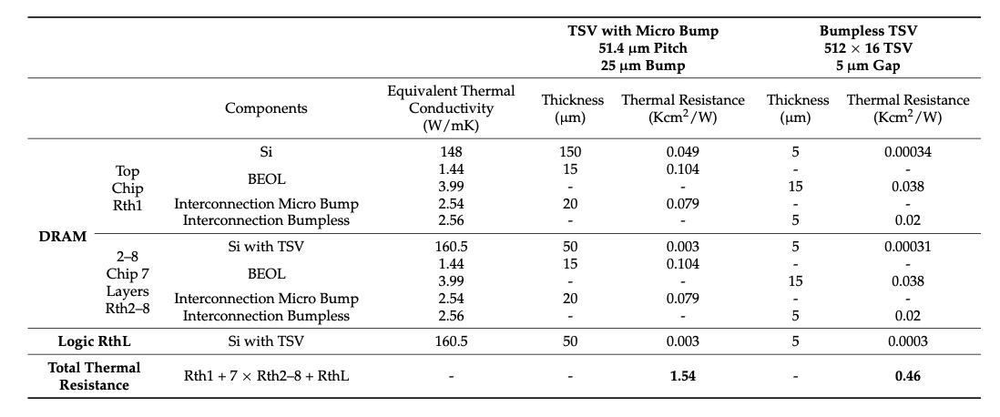 TSV with Micro Bump Bumpless TSV
51.4 μm Pitch 512 × 16 TSV
25 μm Bump 5 μm Gap
Components Equivalent Thermal Conductivity (W/mK) Thickness (μm) Thermal Resistance (Kcm²/W) Thickness (μm) Thermal Resistance (Kcm²/W)
DRAM
Top Chip Rth1
Si 148 150 0.049 5 0.00034
BEOL
1.44 15 0.104 - -
3.99 - - 15 0.038
Interconnection Micro Bump 2.54 20 0.079 - -
Interconnection Bumpless 2.56 - - 5 0.02
2–8 Chip 7 Layers Rth2–8
Si with TSV 160.5 50 0.003 5 0.00031
BEOL
1.44 15 0.104 - -
3.99 - - 15 0.038
Interconnection Micro Bump 2.54 20 0.079 - -
Interconnection Bumpless 2.56 - - 5 0.02
Logic RthL Si with TSV 160.5 50 0.003 5 0.0003
Total Thermal Resistance Rth1 + 7 × Rth2–8 + RthL - - 1.54 - 0.46